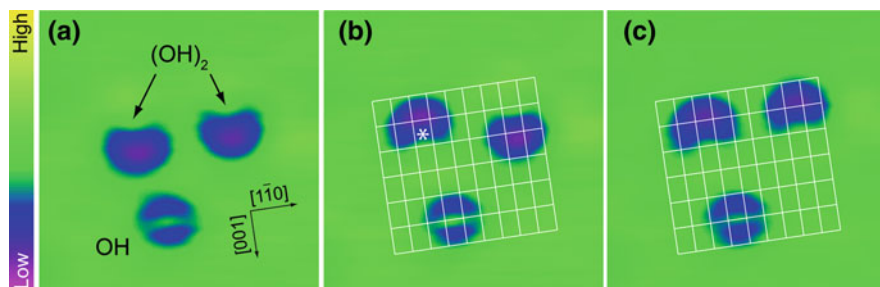 High
Low
(a)
(OH)₂
OH
[11̅0]
[001]
(b)
*
(c)